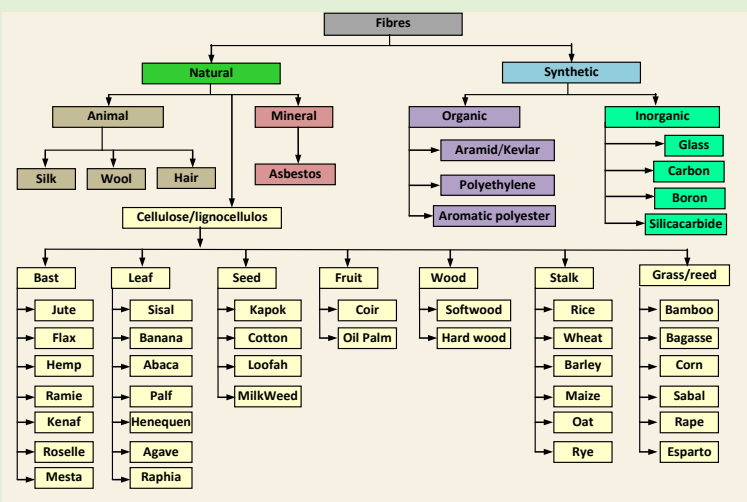 Fibres
Natural
Synthetic
Animal
Mineral
Organic
Inorganic
Silk
Wool
Hair
Asbestos
Aramid/Kevlar
Polyethylene
Aromatic polyester
Glass
Carbon
Boron
Silicacarbide
Cellulose/lignocellulos
Bast
Jute
Flax
Hemp
Ramie
Kenaf
Roselle
Mesta
Leaf
Sisal
Banana
Abaca
Palf
Henequen
Agave
Raphia
Seed
Kapok
Cotton
Loofah
MilkWeed
Fruit
Coir
Oil Palm
Wood
Softwood
Hard wood
Stalk
Rice
Wheat
Barley
Maize
Oat
Rye
Grass/reed
Bamboo
Bagasse
Corn
Sabal
Rape
Esparto